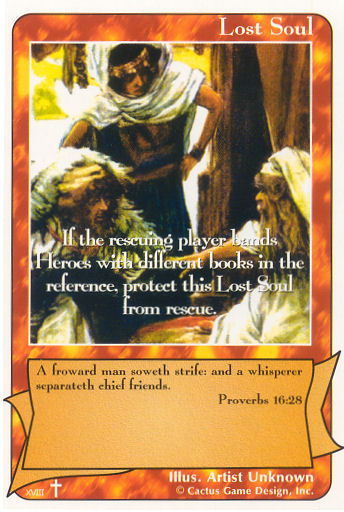 Lost Soul
If the rescuing player bands
Heroes with different books in the
reference, protect this Lost Soul
from rescue.
A froward man soweth strife: and a whisperer
separateth chief friends.
Proverbs 16:28
Illus. Artist Unknown
XVIII
© Cactus Game Design, Inc.